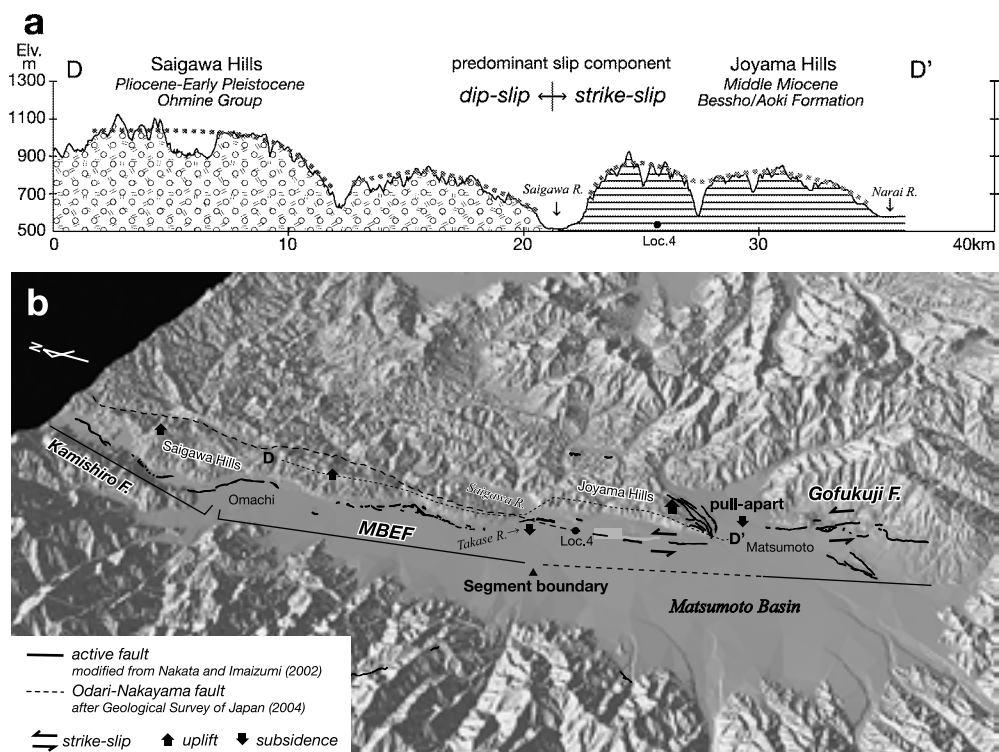 a
Elv.
m
1300
1100
900
700
500
D
Saigawa Hills
Pliocene-Early Pleistocene
Ohmine Group
predominant slip component
dip-slip
strike-slip
Joyama Hills
Middle Miocene
Bessho/Aoki Formation
D'
Saigawa R.
Narai R.
Loc.4
0
10
20
30
40km
b
N
Kamishiro F.
Saigawa Hills
D
Omachi
MBEF
Saigawa R.
Takase R.
Joyama Hills
Loc.4
pull-apart
D'
Matsumoto
Gofukuji F.
Segment boundary
Matsumoto Basin
active fault
modified from Nakata and Imaizumi (2002)
Odari-Nakayama fault
after Geological Survey of Japan (2004)
strike-slip
uplift
subsidence